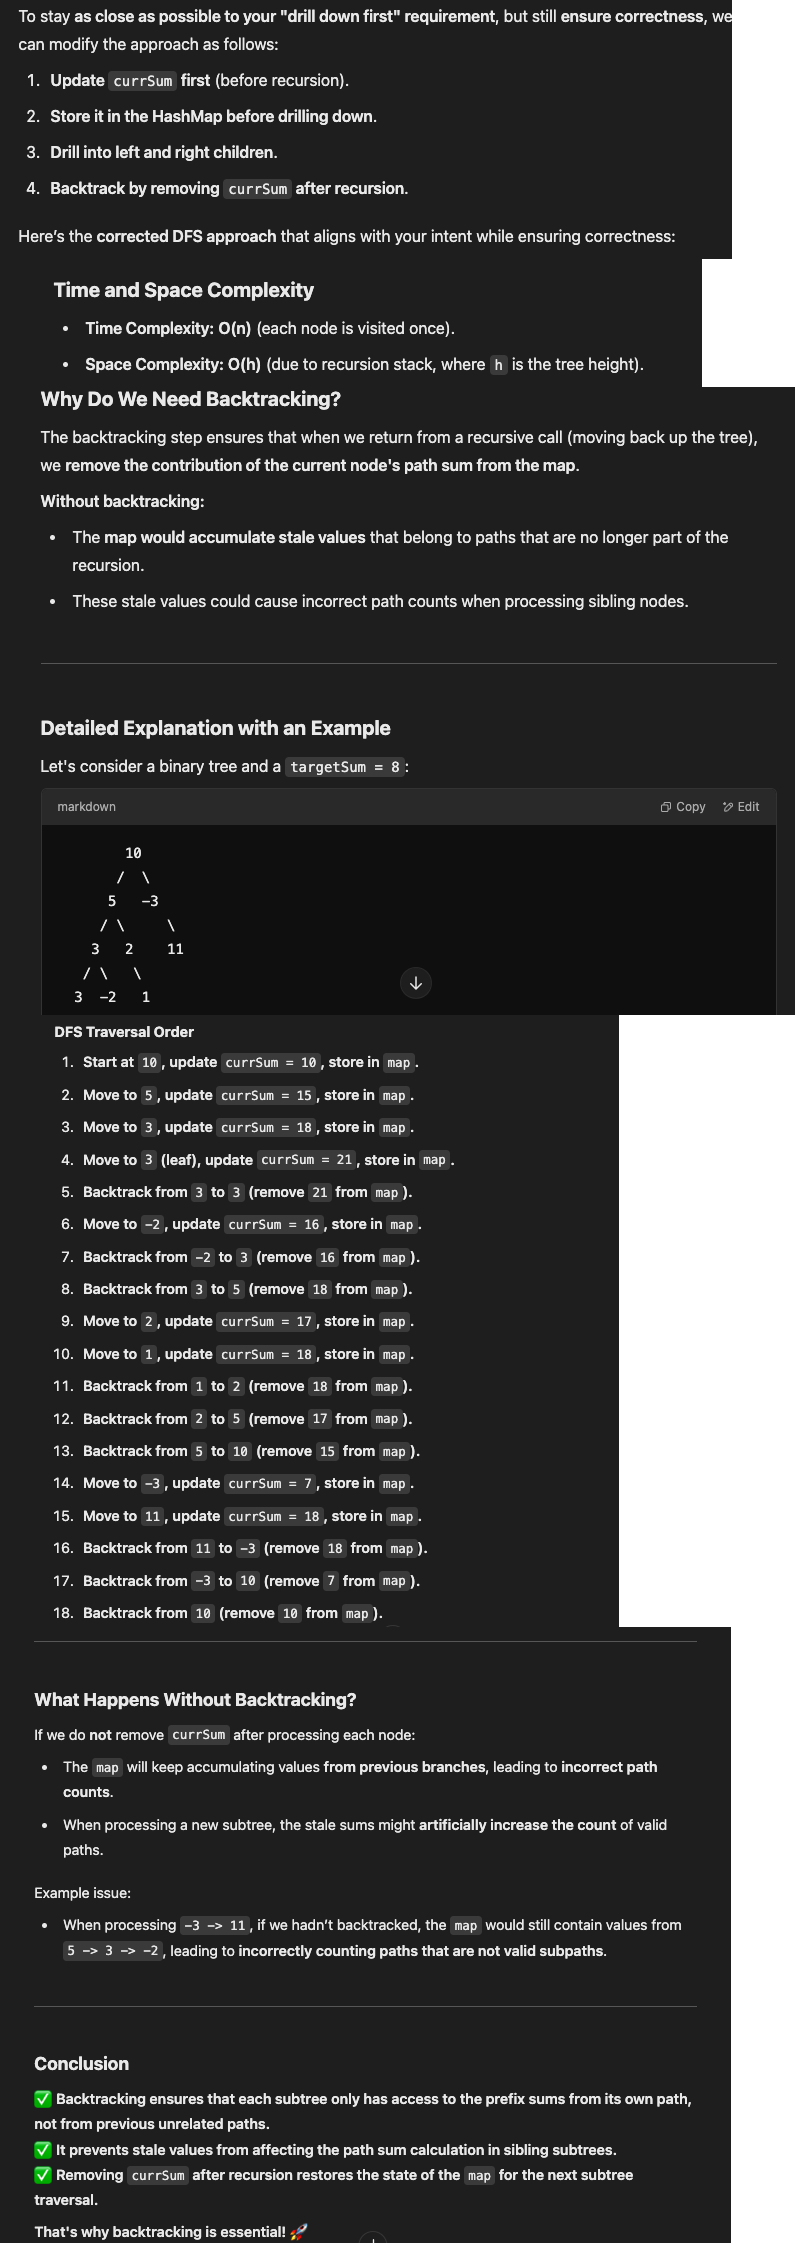 To stay as close as possible to your "drill down first" requirement, but still ensure correctness, we
can modify the approach as follows:
1. Update currSum first (before recursion).
2. Store it in the HashMap before drilling down.
3. Drill into left and right children.
4. Backtrack by removing currSum after recursion.
Here’s the corrected DFS approach that aligns with your intent while ensuring correctness:
Time and Space Complexity
• Time Complexity: O(n) (each node is visited once).
• Space Complexity: O(h) (due to recursion stack, where h is the tree height).
Why Do We Need Backtracking?
The backtracking step ensures that when we return from a recursive call (moving back up the tree),
we remove the contribution of the current node's path sum from the map.
Without backtracking:
• The map would accumulate stale values that belong to paths that are no longer part of the
recursion.
• These stale values could cause incorrect path counts when processing sibling nodes.
Detailed Explanation with an Example
Let's consider a binary tree and a targetSum = 8:
markdown Copy Edit
10
/ \
5 -3
/ \ \
3 2 11
/ \ \
3 -2 1
DFS Traversal Order
1. Start at 10, update currSum = 10, store in map.
2. Move to 5, update currSum = 15, store in map.
3. Move to 3, update currSum = 18, store in map.
4. Move to 3 (leaf), update currSum = 21, store in map.
5. Backtrack from 3 to 3 (remove 21 from map).
6. Move to -2, update currSum = 16, store in map.
7. Backtrack from -2 to 3 (remove 16 from map).
8. Backtrack from 3 to 5 (remove 18 from map).
9. Move to 2, update currSum = 17, store in map.
10. Move to 1, update currSum = 18, store in map.
11. Backtrack from 1 to 2 (remove 18 from map).
12. Backtrack from 2 to 5 (remove 17 from map).
13. Backtrack from 5 to 10 (remove 15 from map).
14. Move to -3, update currSum = 7, store in map.
15. Move to 11, update currSum = 18, store in map.
16. Backtrack from 11 to -3 (remove 18 from map).
17. Backtrack from -3 to 10 (remove 7 from map).
18. Backtrack from 10 (remove 10 from map).
What Happens Without Backtracking?
If we do not remove currSum after processing each node:
• The map will keep accumulating values from previous branches, leading to incorrect path
counts.
• When processing a new subtree, the stale sums might artificially increase the count of valid
paths.
Example issue:
• When processing -3 -> 11, if we hadn’t backtracked, the map would still contain values from
5 -> 3 -> -2, leading to incorrectly counting paths that are not valid subpaths.
Conclusion
✅ Backtracking ensures that each subtree only has access to the prefix sums from its own path,
not from previous unrelated paths.
✅ It prevents stale values from affecting the path sum calculation in sibling subtrees.
✅ Removing currSum after recursion restores the state of the map for the next subtree
traversal.
That's why backtracking is essential! 🚀